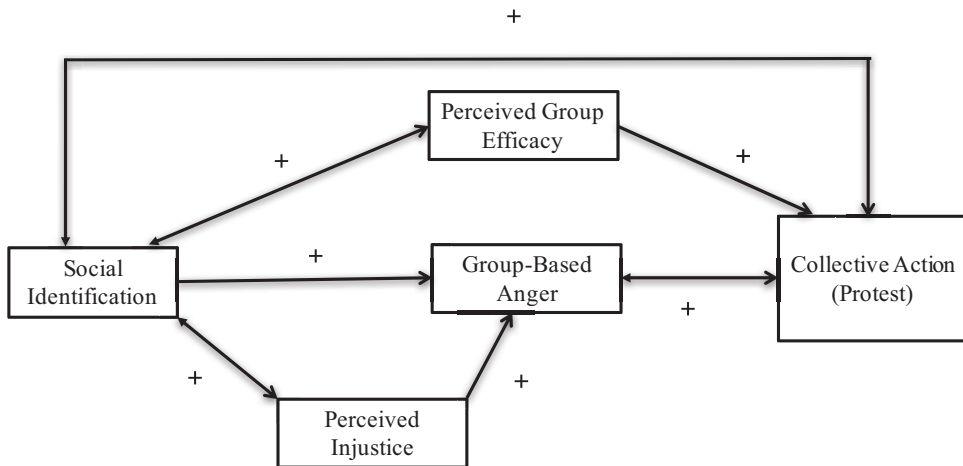 +
Perceived Group
Efficacy
+
+
Social
Identification
+
Group-Based
Anger
+
Collective Action
(Protest)
+
+
Perceived
Injustice